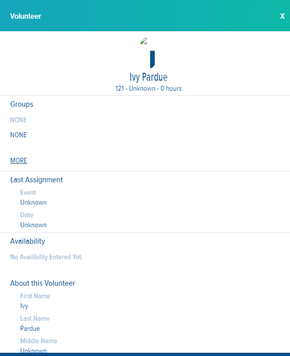 Volunteer X
Ivy Pardue
121 - Unknown - 0 hours
Groups
NONE
NONE
MORE
Last Assignment
Event
Unknown
Date
Unknown
Availability
No Availibility Entered Yet.
About this Volunteer
First Name
Ivy
Last Name
Pardue
Middle Name
Unknown